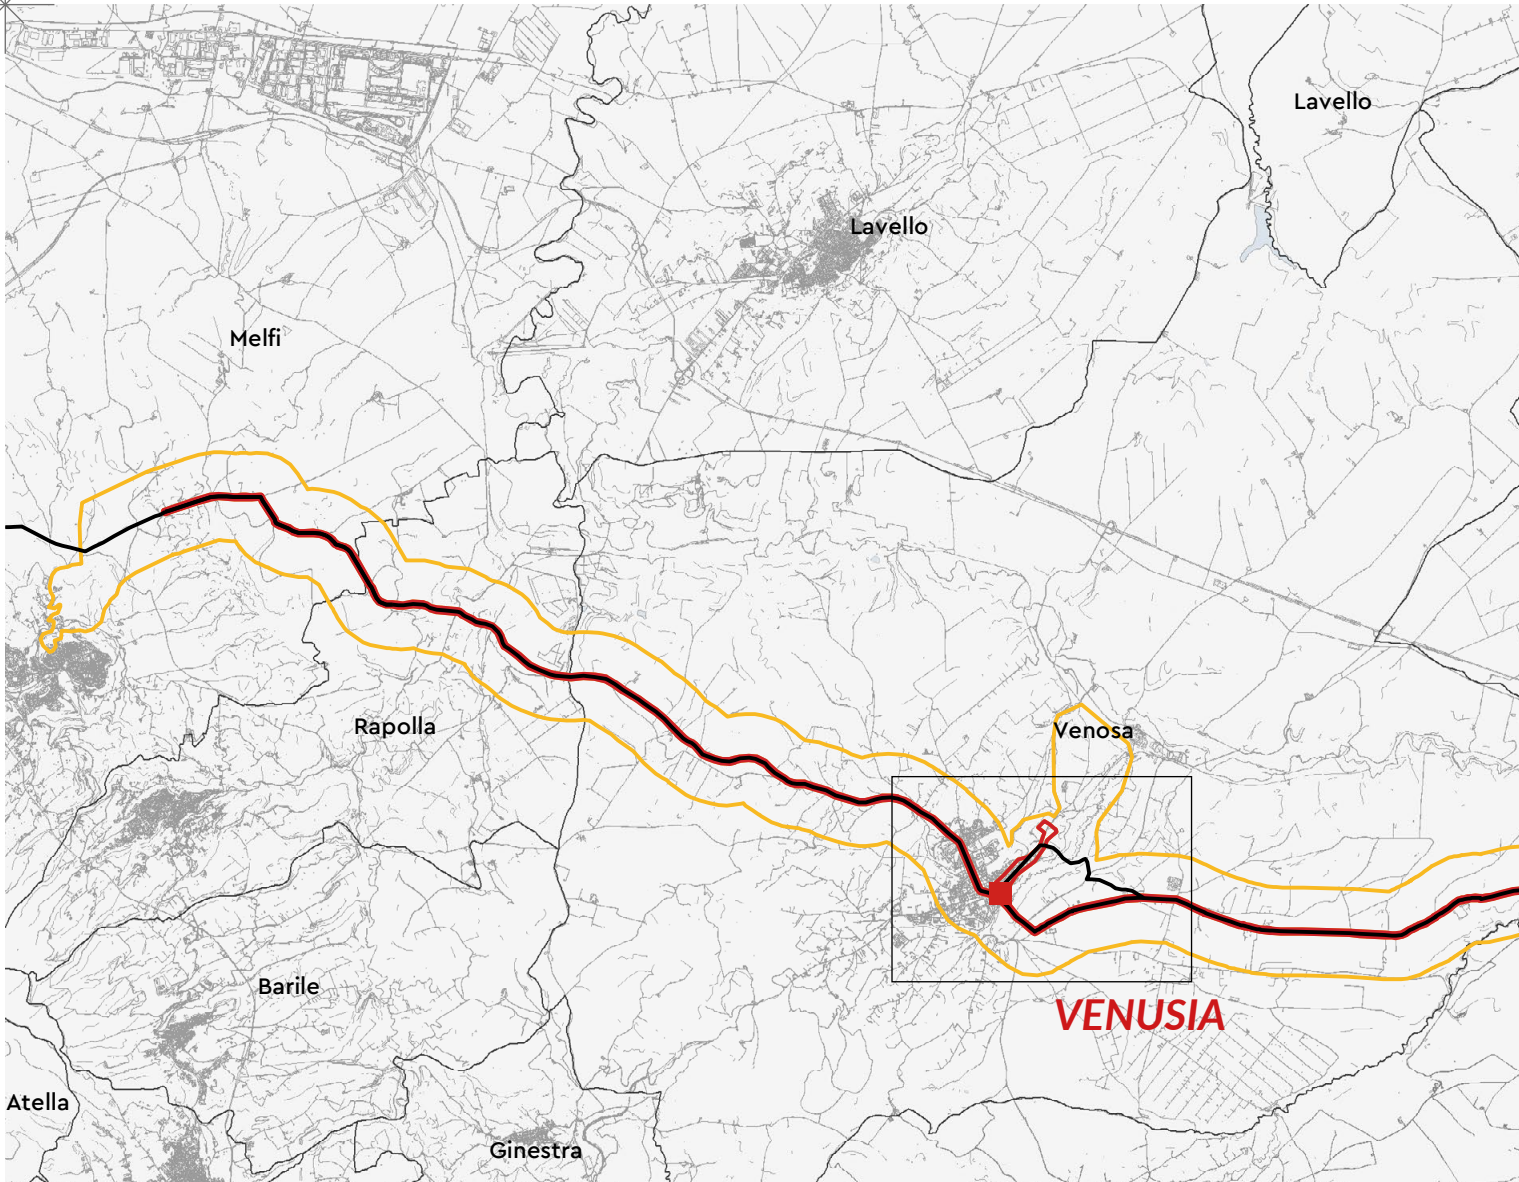 Lavello
Lavello
Melfi
Rapolla
Venosa
Barile
VENUSIA
Atella
Ginestra